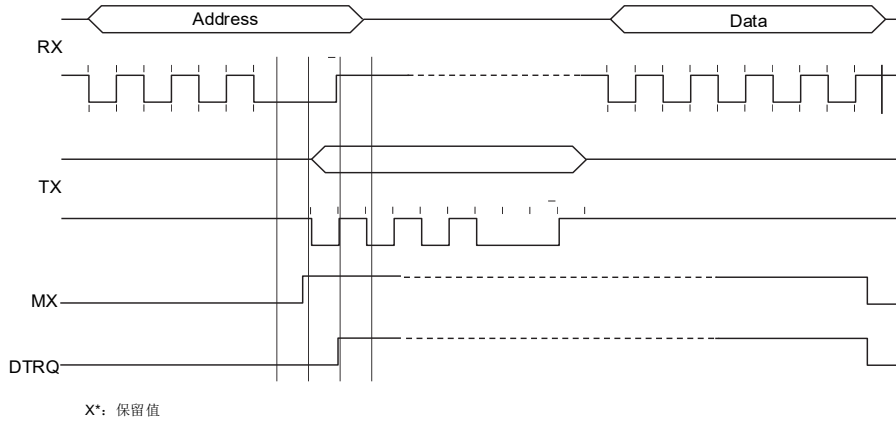 Address
Data
RX
TX
MX
DTRQ
X*：保留值